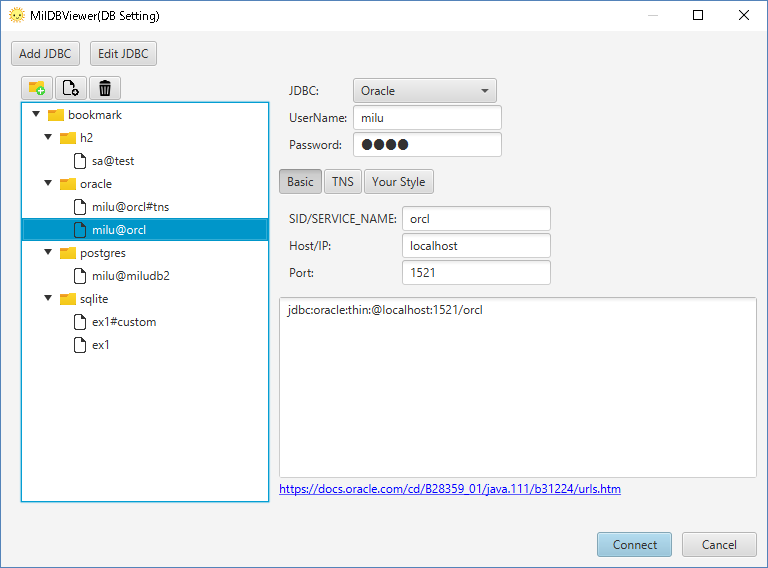 MilDBViewer(DB Setting)
Add JDBC
Edit JDBC
bookmark
h2
sa@test
oracle
milu@orcl#tns
milu@orcl
postgres
milu@miludb2
sqlite
ex1#custom
ex1
JDBC:
Oracle
UserName:
milu
Password:
●●●●
Basic
TNS
Your Style
SID/SERVICE_NAME:
orcl
Host/IP:
localhost
Port:
1521
jdbc:oracle:thin:@localhost:1521/orcl
https://docs.oracle.com/cd/B28359_01/java.111/b31224/urls.htm
Connect
Cancel